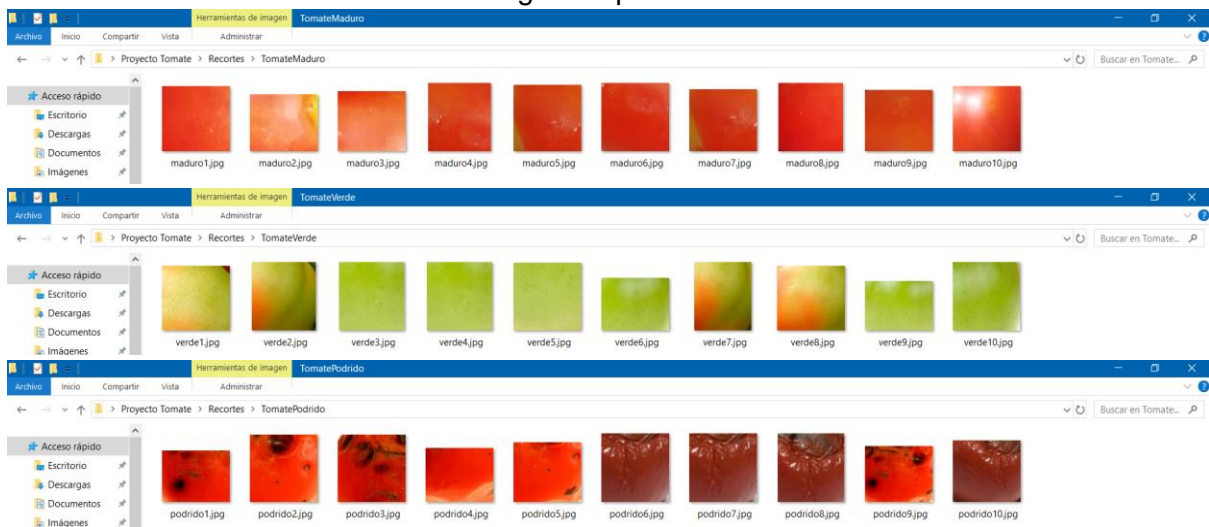 Herramientas de imagen TomateMaduro
Archivo Inicio Compartir Vista Administrar
Proyecto Tomate > Recortes > TomateMaduro Buscar en Tomate...
Acceso rápido
Escritorio
Descargas
Documentos
Imágenes
maduro1.jpg maduro2.jpg maduro3.jpg maduro4.jpg maduro5.jpg maduro6.jpg maduro7.jpg maduro8.jpg maduro9.jpg maduro10.jpg
Herramientas de imagen TomateVerde
Archivo Inicio Compartir Vista Administrar
Proyecto Tomate > Recortes > TomateVerde Buscar en Tomate...
Acceso rápido
Escritorio
Descargas
Documentos
Imágenes
verde1.jpg verde2.jpg verde3.jpg verde4.jpg verde5.jpg verde6.jpg verde7.jpg verde8.jpg verde9.jpg verde10.jpg
Herramientas de imagen TomatePodrido
Archivo Inicio Compartir Vista Administrar
Proyecto Tomate > Recortes > TomatePodrido Buscar en Tomate...
Acceso rápido
Escritorio
Descargas
Documentos
Imágenes
podrido1.jpg podrido2.jpg podrido3.jpg podrido4.jpg podrido5.jpg podrido6.jpg podrido7.jpg podrido8.jpg podrido9.jpg podrido10.jpg